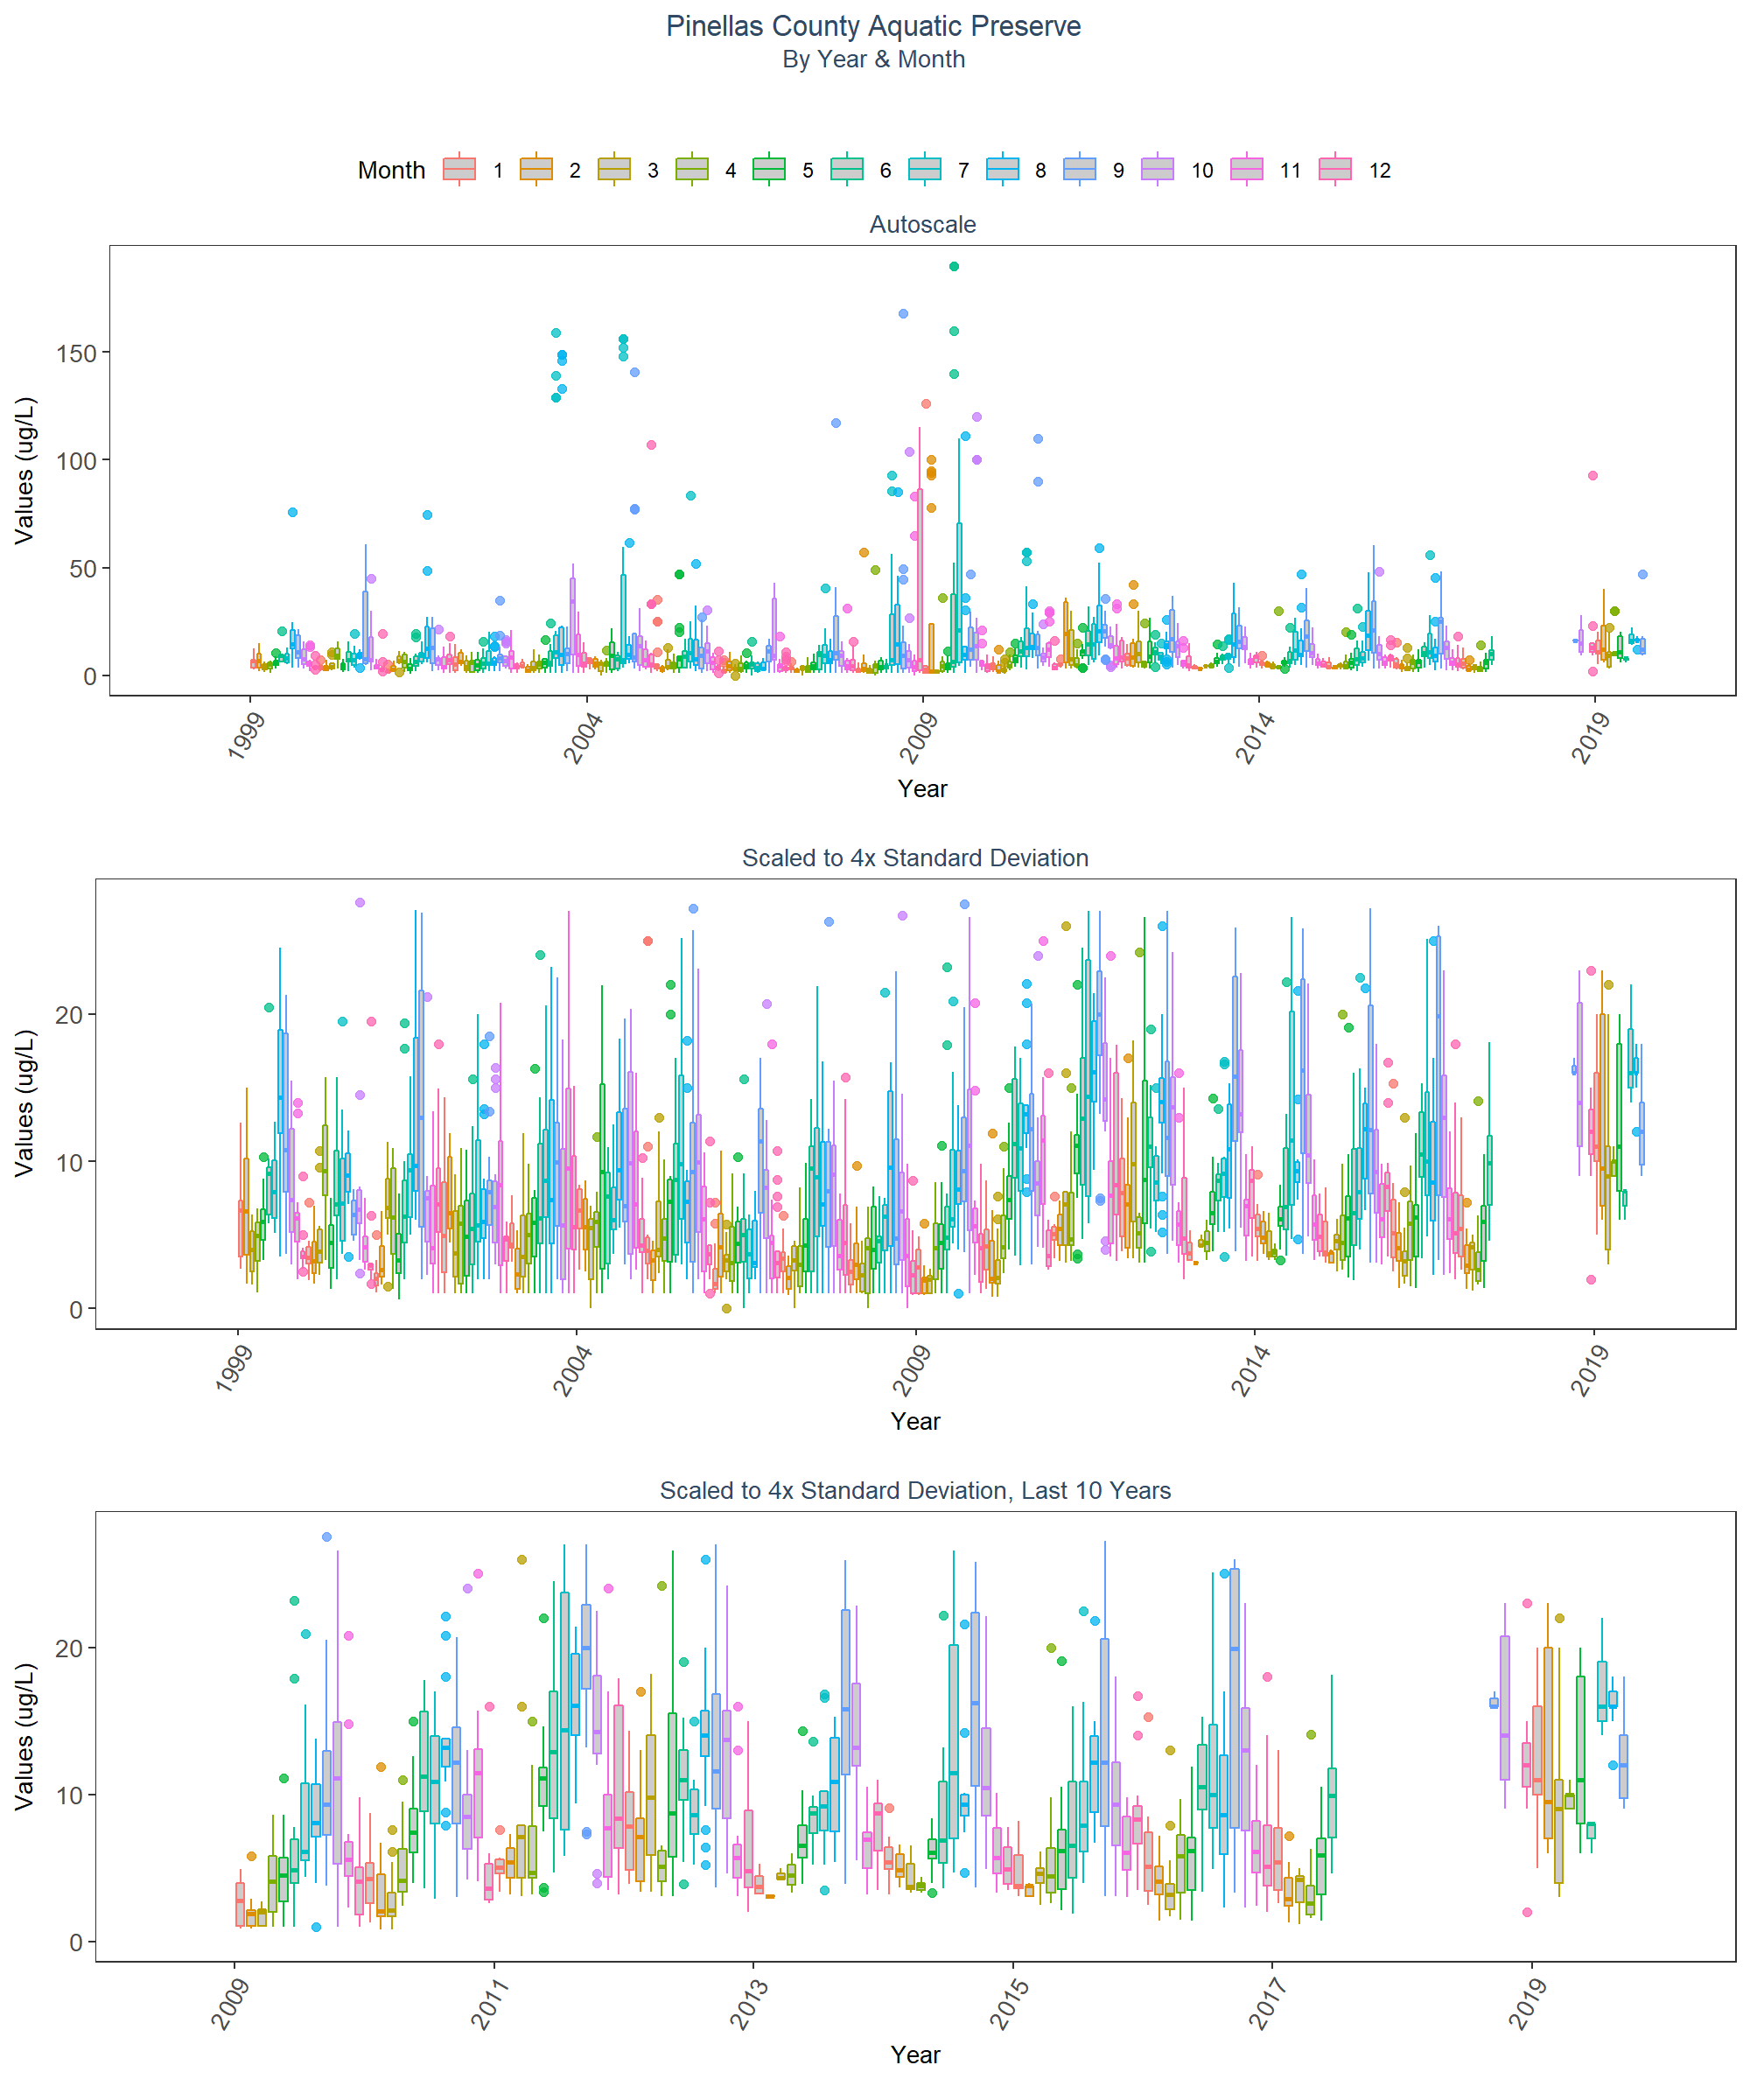 Pinellas County Aquatic Preserve
By Year & Month
Month 1 2 3 4 5 6 7 8 9 10 11 12
Autoscale
Values (ug/L)
150
100
50
0
1999 2004 2009 2014 2019
Year
Scaled to 4x Standard Deviation
Values (ug/L)
20
10
0
1999 2004 2009 2014 2019
Year
Scaled to 4x Standard Deviation, Last 10 Years
Values (ug/L)
20
10
0
2009 2011 2013 2015 2017 2019
Year